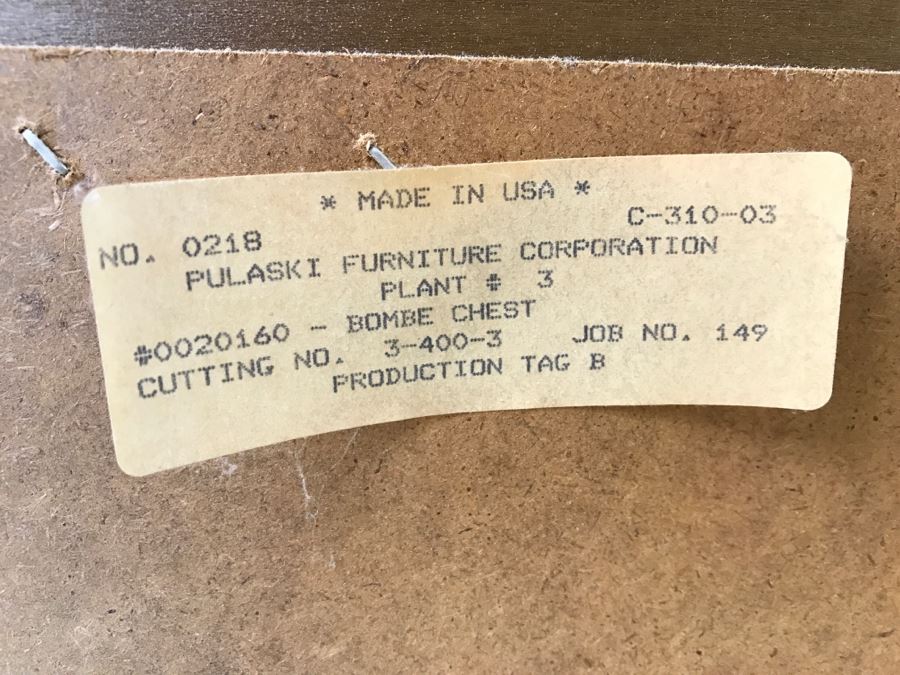 * MADE IN USA *
NO. 0218 C-310-03
PULASKI FURNITURE CORPORATION
PLANT # 3
#0020160 - BOMBE CHEST
CUTTING NO. 3-400-3 JOB NO. 149
PRODUCTION TAG B